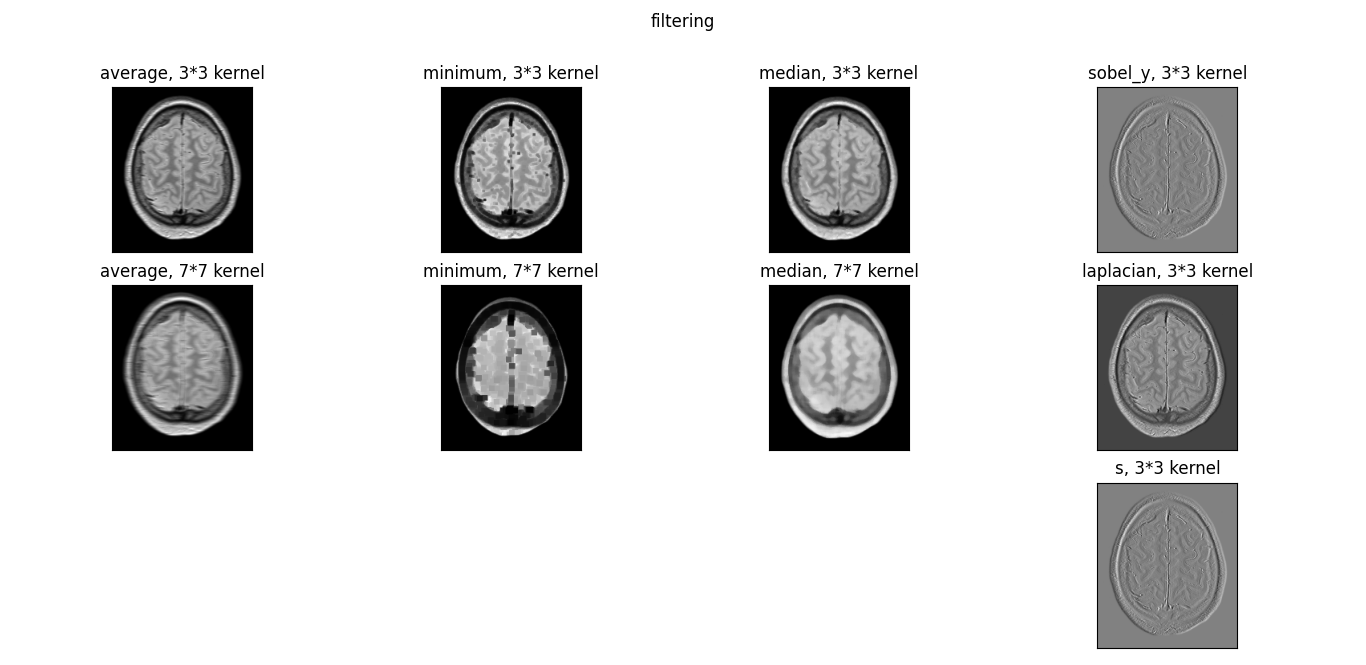 filtering
average, 3*3 kernel
minimum, 3*3 kernel
median, 3*3 kernel
sobel_y, 3*3 kernel
average, 7*7 kernel
minimum, 7*7 kernel
median, 7*7 kernel
laplacian, 3*3 kernel
s, 3*3 kernel